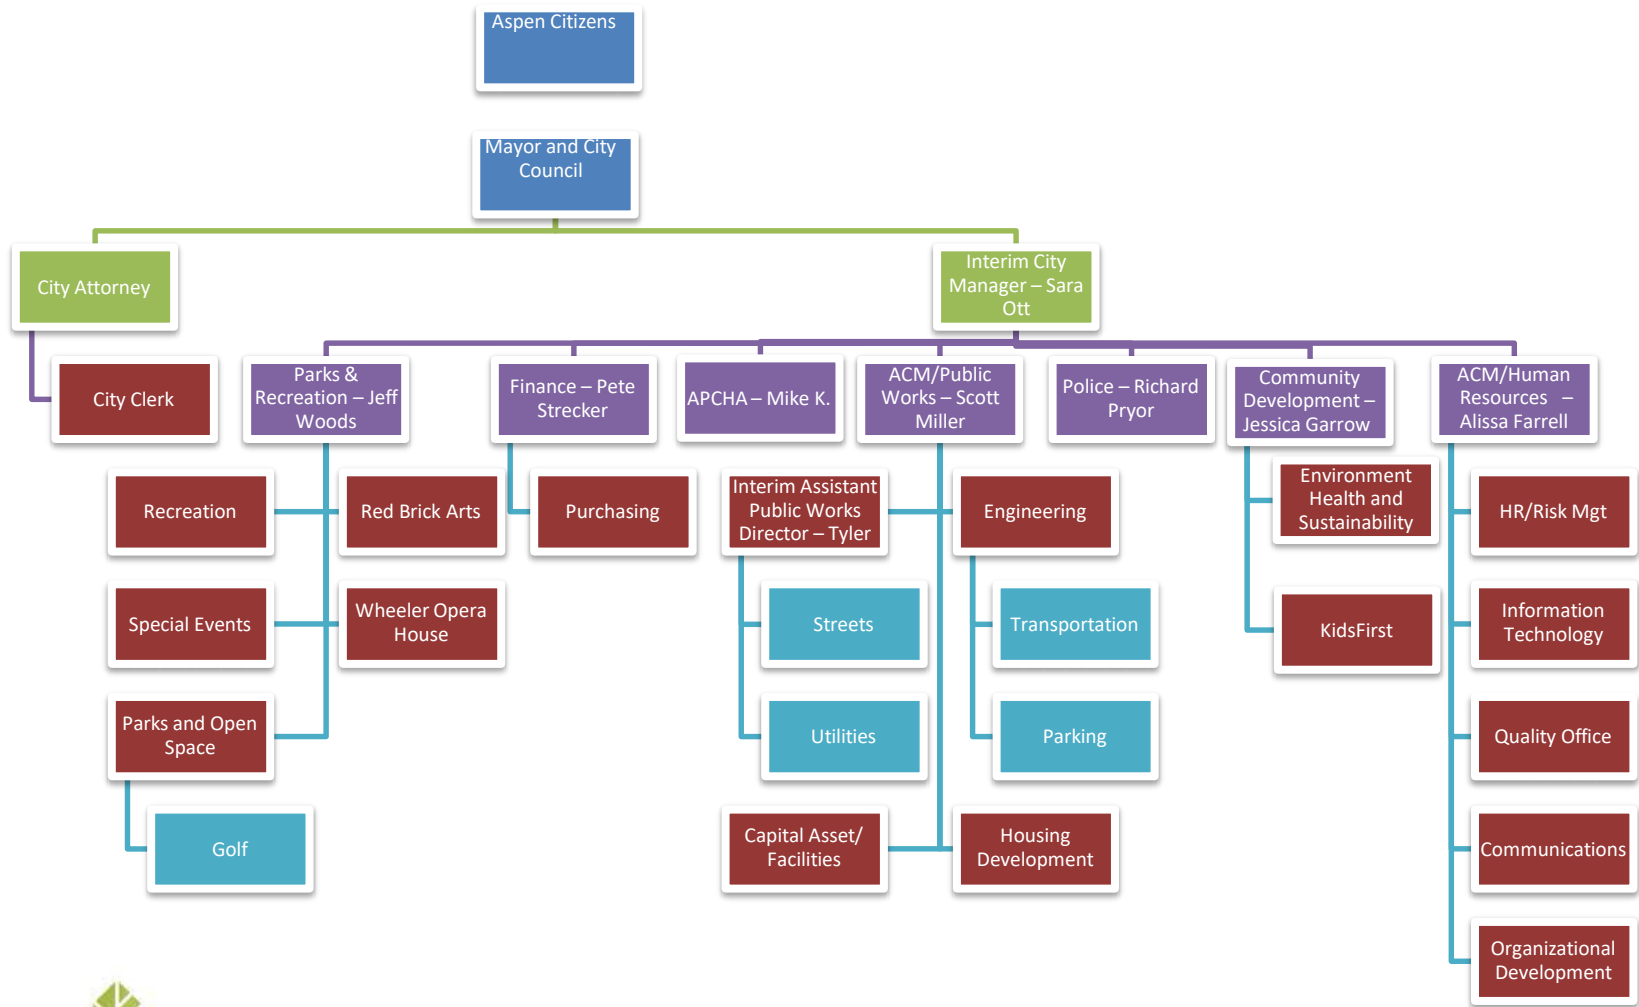 Aspen Citizens
Mayor and City
Council
City Attorney
Interim City
Manager – Sara
Ott
City Clerk
Parks &
Recreation – Jeff
Woods
Finance – Pete
Strecker
APCHA – Mike K.
ACM/Public
Works – Scott
Miller
Police – Richard
Pryor
Community
Development –
Jessica Garrow
ACM/Human
Resources –
Alissa Farrell
Recreation
Red Brick Arts
Purchasing
Interim Assistant
Public Works
Director – Tyler
Engineering
Environment
Health and
Sustainability
HR/Risk Mgt
Special Events
Wheeler Opera
House
Streets
Transportation
KidsFirst
Information
Technology
Parks and Open
Space
Utilities
Parking
Quality Office
Golf
Capital Asset/
Facilities
Housing
Development
Communications
Organizational
Development